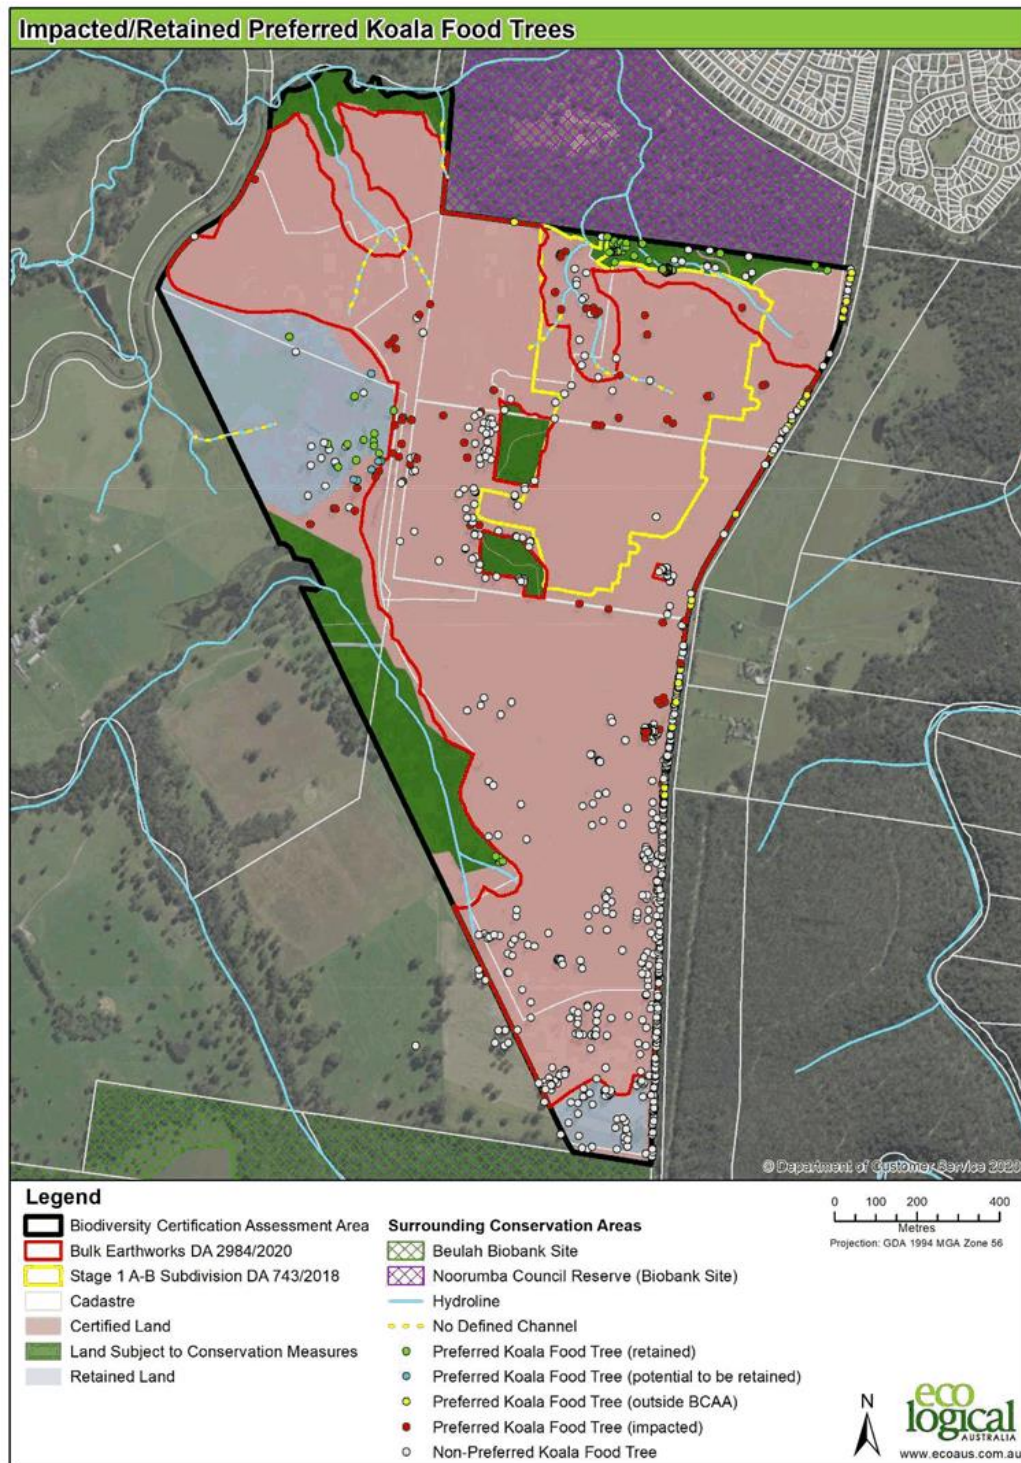 Impacted/Retained Preferred Koala Food Trees
© Department of Customer Service 2020
Legend
Biodiversity Certification Assessment Area
Bulk Earthworks DA 2984/2020
Stage 1 A-B Subdivision DA 743/2018
Cadastre
Certified Land
Land Subject to Conservation Measures
Retained Land
Surrounding Conservation Areas
Beulah Biobank Site
Noorumba Council Reserve (Biobank Site)
Hydroline
No Defined Channel
Preferred Koala Food Tree (retained)
Preferred Koala Food Tree (potential to be retained)
Preferred Koala Food Tree (outside BCAA)
Preferred Koala Food Tree (impacted)
Non-Preferred Koala Food Tree
0 100 200 400
Metres
Projection: GDA 1994 MGA Zone 56
N
eco
logical
AUSTRALIA
www.ecoaus.com.au